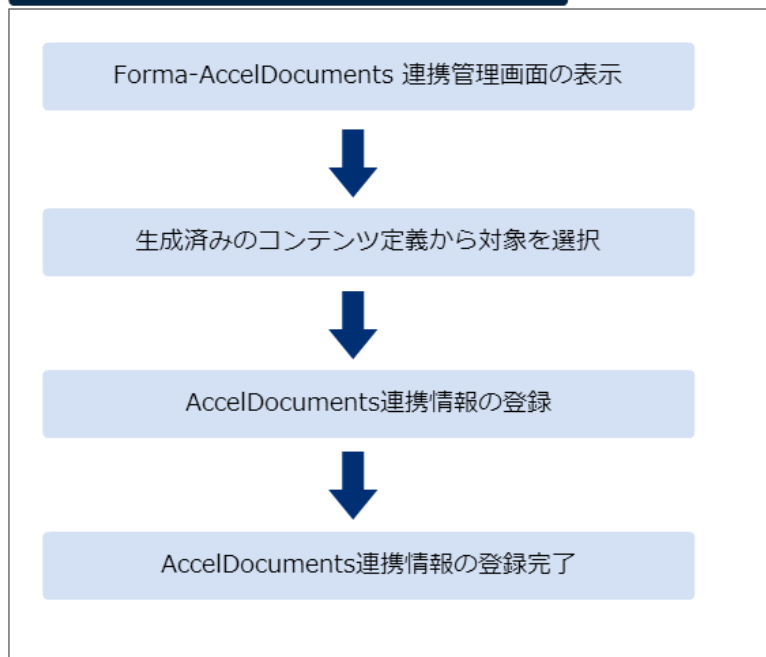 Forma-AccelDocuments 連携管理画面の表示
生成済みのコンテンツ定義から対象を選択
AccelDocuments連携情報の登録
AccelDocuments連携情報の登録完了